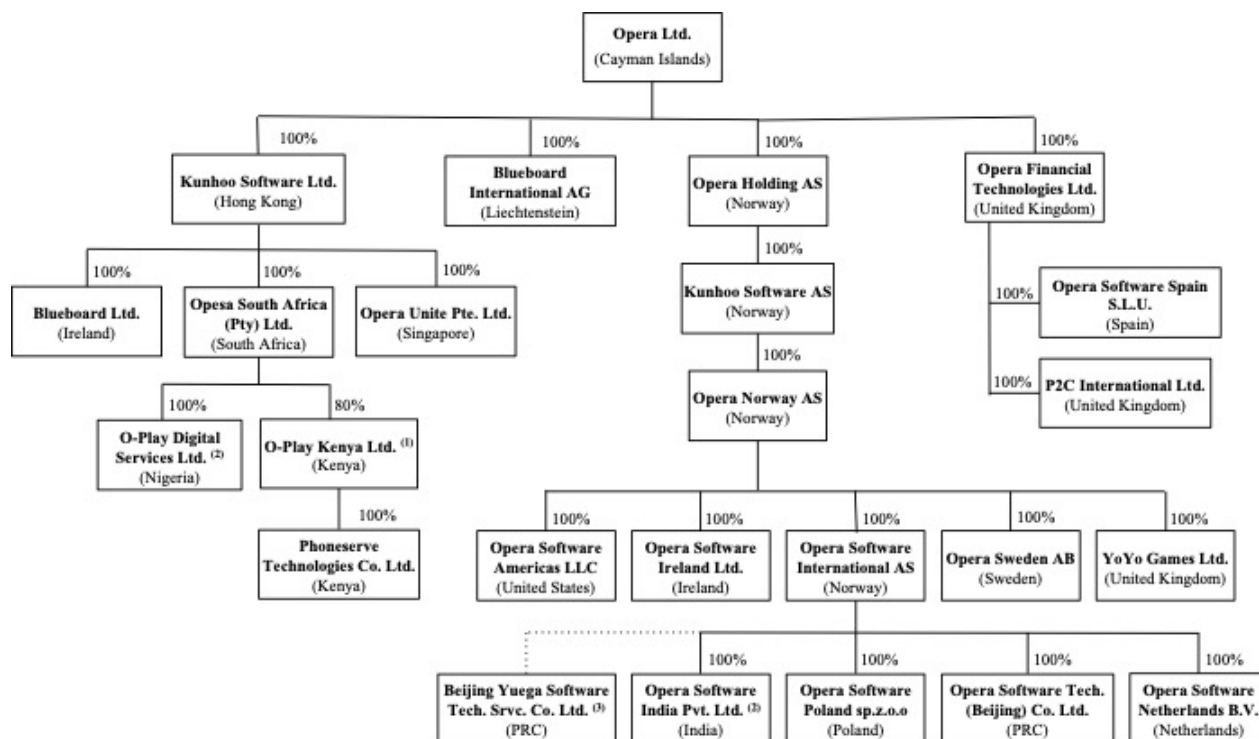 Opera Ltd.
(Cayman Islands)
100%
100%
100%
100%
Kunhoo Software Ltd.
(Hong Kong)
Blueboard
International AG
(Liechtenstein)
Opera Holding AS
(Norway)
Opera Financial
Technologies Ltd.
(United Kingdom)
100%
100%
100%
100%
100%
Blueboard Ltd.
(Ireland)
Opesa South Africa
(Pty) Ltd.
(South Africa)
Opera Unite Pte. Ltd.
(Singapore)
Kunhoo Software AS
(Norway)
Opera Software Spain
S.L.U.
(Spain)
100%
100%
Opera Norway AS
(Norway)
P2C International Ltd.
(United Kingdom)
100%
80%
O-Play Digital
Services Ltd. (2)
(Nigeria)
O-Play Kenya Ltd. (1)
(Kenya)
100%
Phoneserve
Technologies Co. Ltd.
(Kenya)
100%
100%
100%
100%
100%
Opera Software
Americas LLC
(United States)
Opera Software
Ireland Ltd.
(Ireland)
Opera Software
International AS
(Norway)
Opera Sweden AB
(Sweden)
YoYo Games Ltd.
(United Kingdom)
100%
100%
100%
100%
Beijing Yuega Software
Tech. Srvc. Co. Ltd. (3)
(PRC)
Opera Software
India Pvt. Ltd. (2)
(India)
Opera Software
Poland sp.z.o.o
(Poland)
Opera Software Tech.
(Beijing) Co. Ltd.
(PRC)
Opera Software
Netherlands B.V.
(Netherlands)